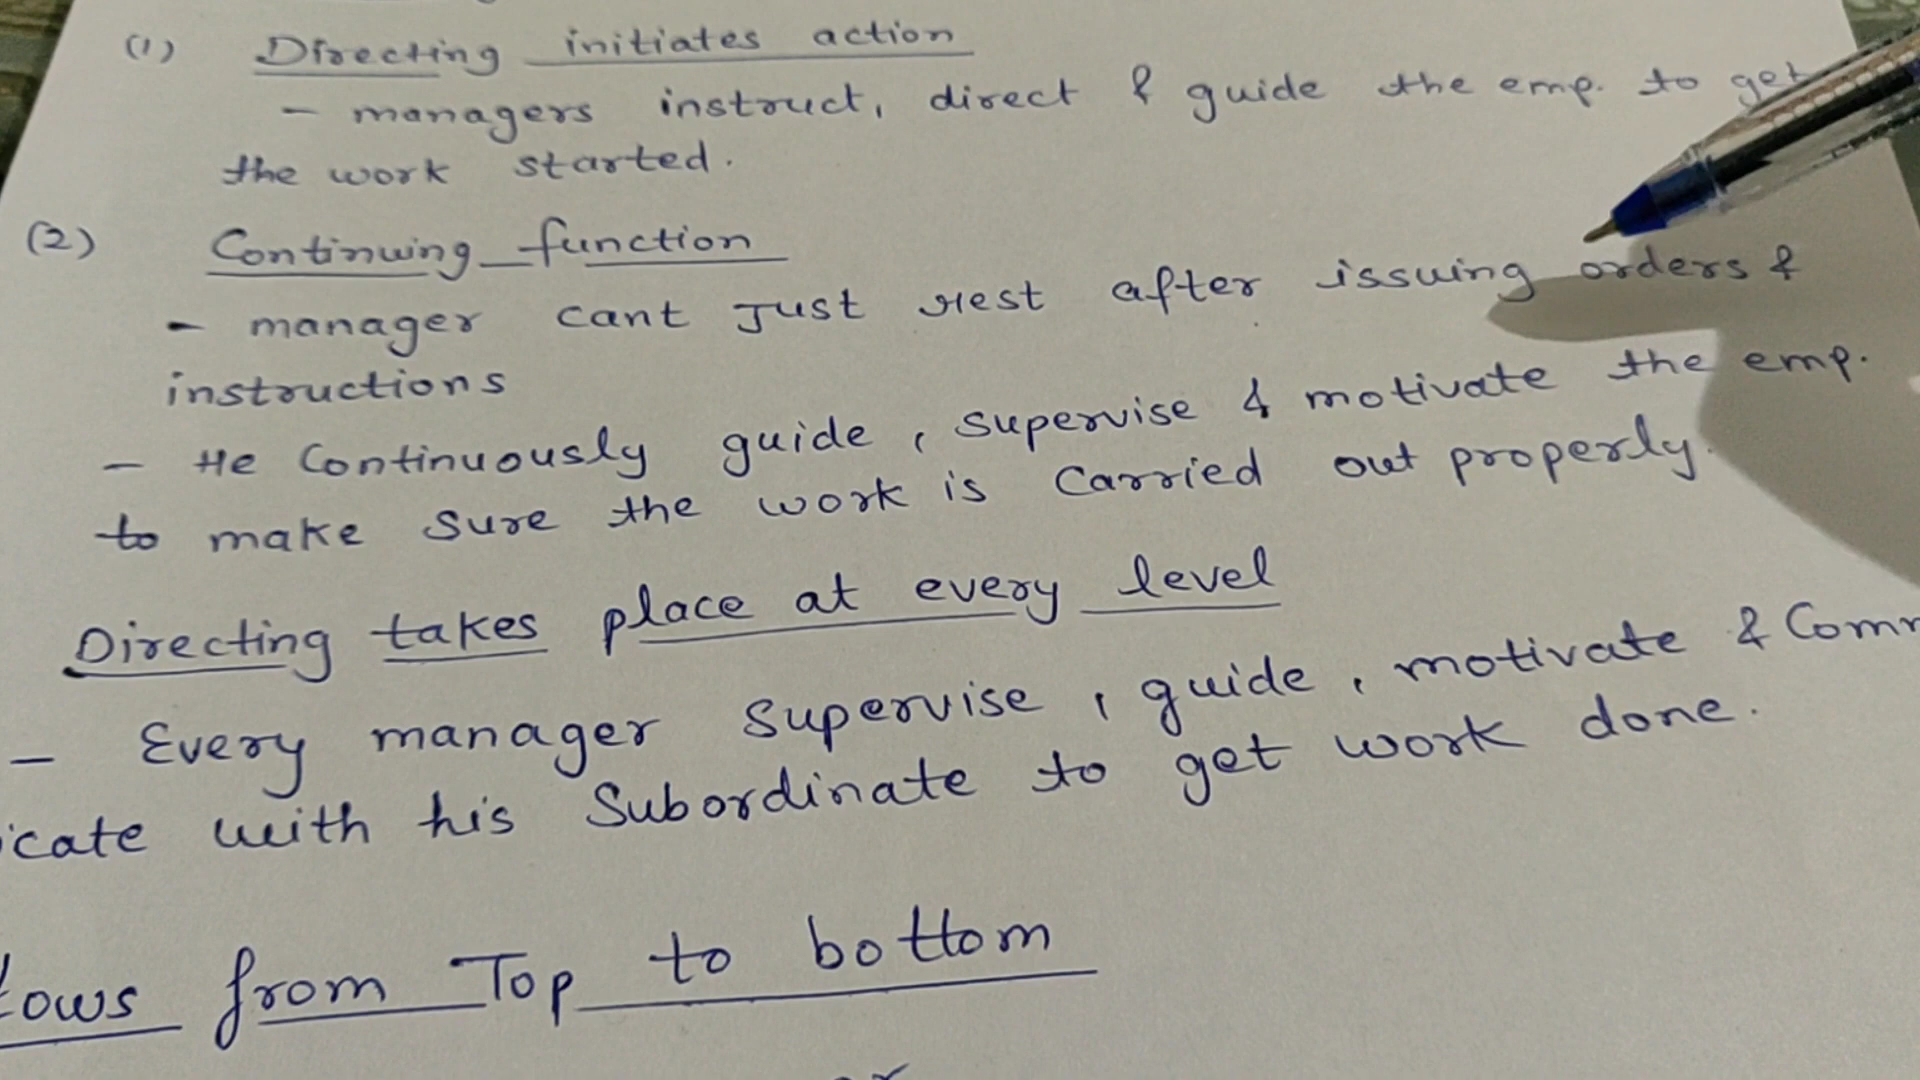 (1) Directing initiates action
- managers instruct, direct & guide the emp. to get
the work started.
(2) Continuing function
- manager cant Just rest after issuing orders &
instructions
- He Continuously guide, supervise & motivate the emp.
to make sure the work is Carried out properly.
Directing takes place at every level
- Every manager supervise, guide, motivate & Comm
icate with his Subordinate to get work done.
from Top to bottom